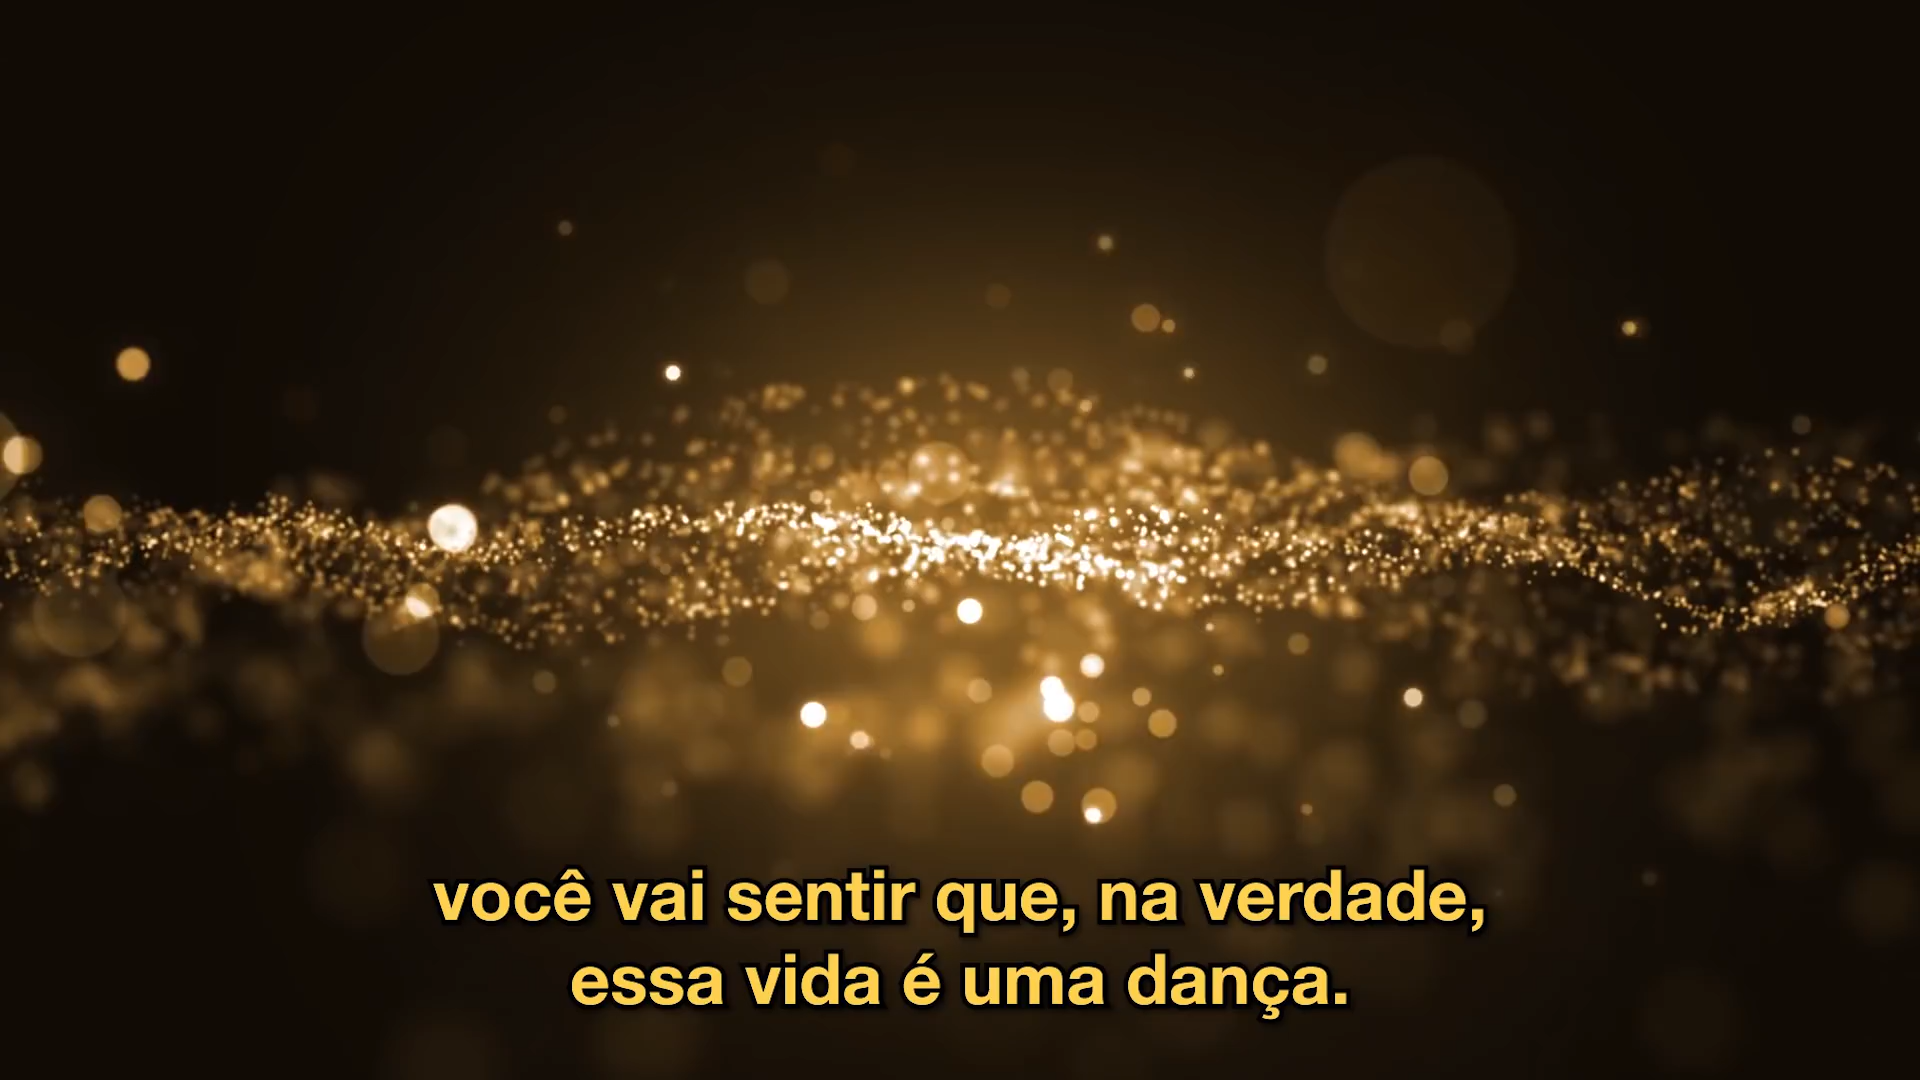 você vai sentir que, na verdade,
essa vida é uma dança.